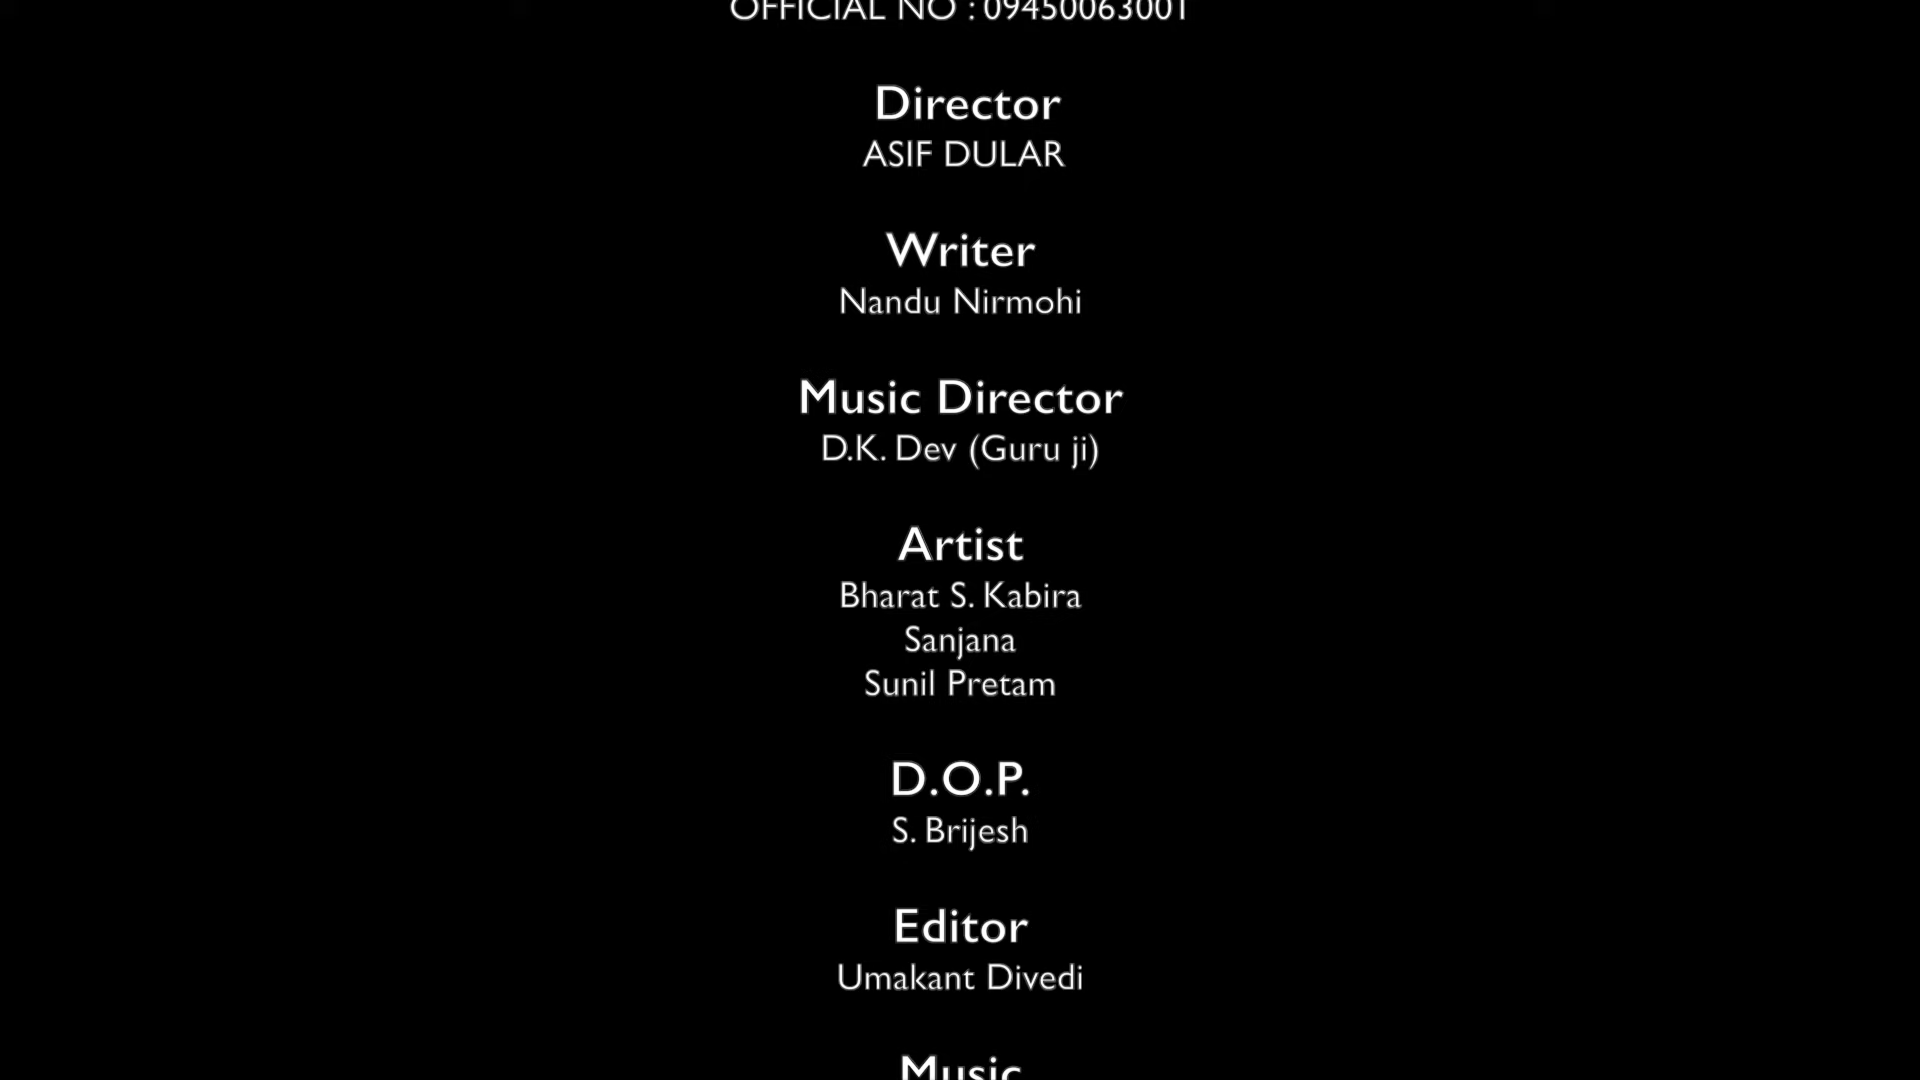 OFFICIAL NO : 09450063001
Director
ASIF DULAR
Writer
Nandu Nirmohi
Music Director
D.K. Dev (Guru ji)
Artist
Bharat S. Kabira
Sanjana
Sunil Pretam
D.O.P.
S. Brijesh
Editor
Umakant Divedi
Music